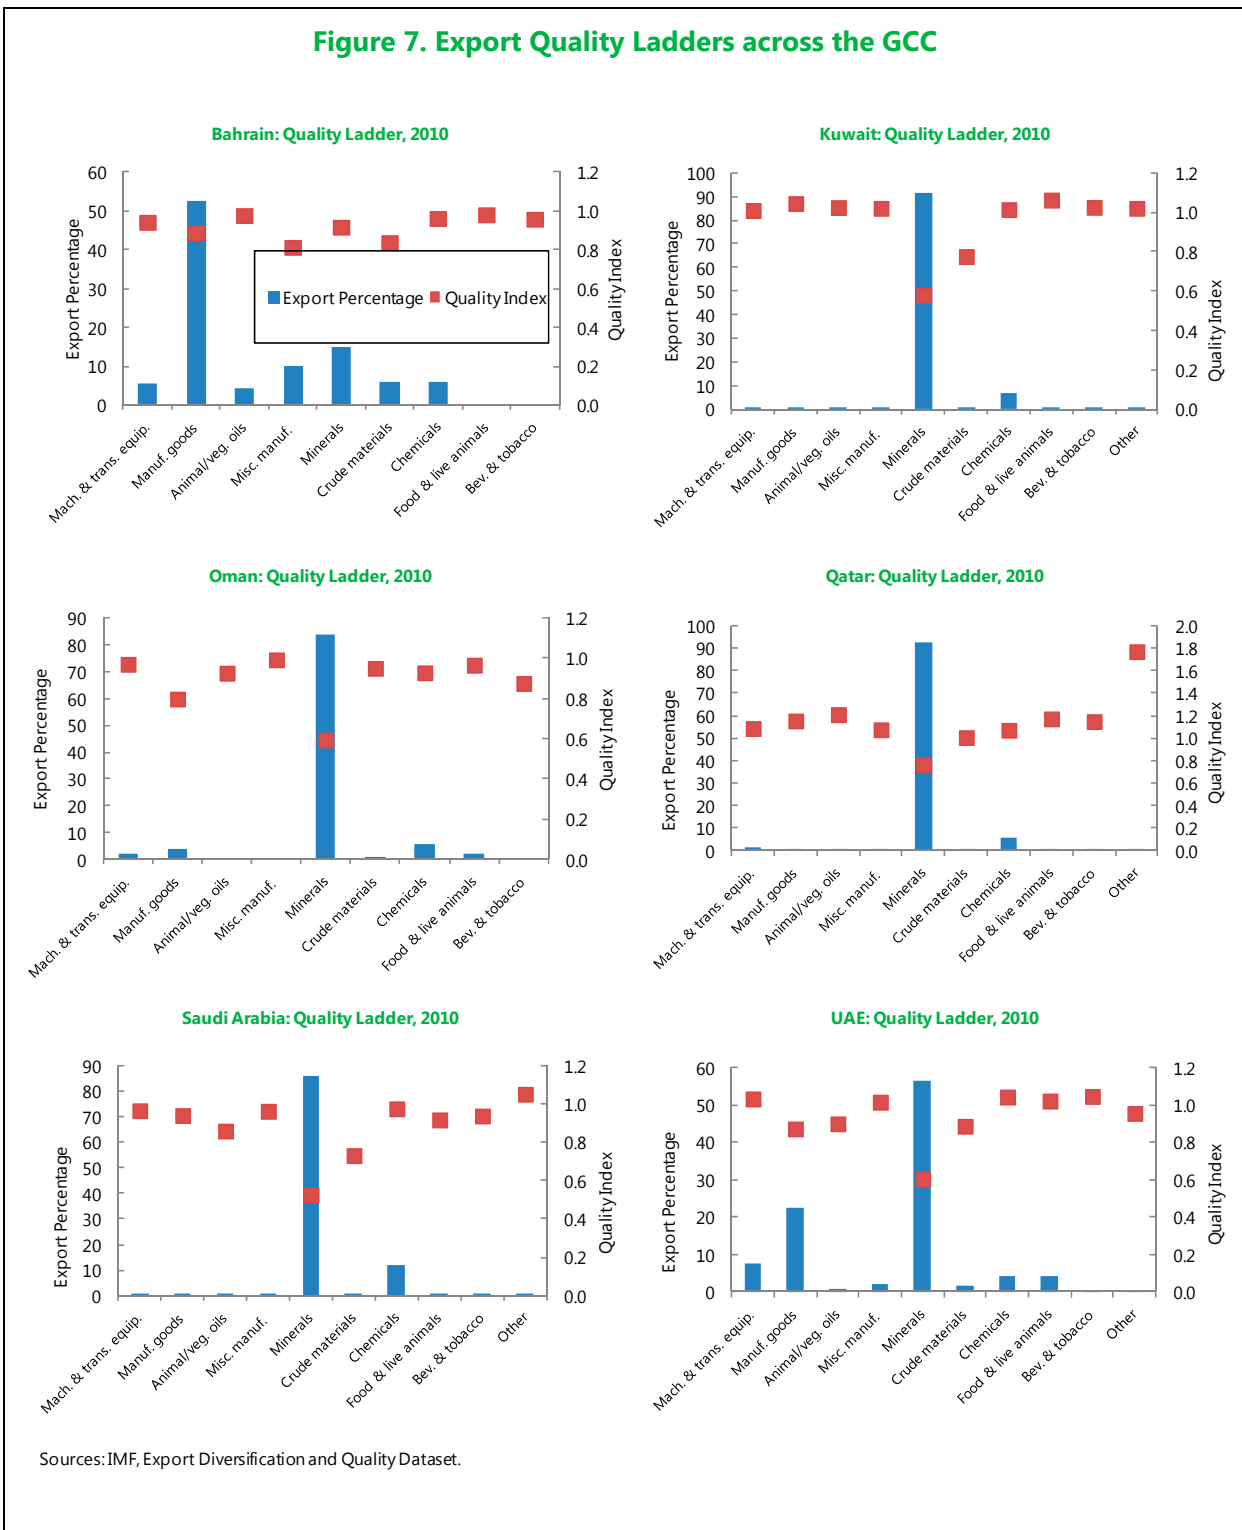 Figure 7. Export Quality Ladders across the GCC
Bahrain: Quality Ladder, 2010
Export Percentage
60
50
40
30
20
10
0
1.2
1.0
0.8
0.6
0.4
0.2
0.0
Quality Index
Export Percentage Quality Index
Mach. & trans. equip.
Manuf. goods
Animal/veg. oils
Misc. manuf.
Minerals
Crude materials
Chemicals
Food & live animals
Bev. & tobacco
Kuwait: Quality Ladder, 2010
Export Percentage
100
90
80
70
60
50
40
30
20
10
0
1.2
1.0
0.8
0.6
0.4
0.2
0.0
Quality Index
Mach. & trans. equip.
Manuf. goods
Animal/veg. oils
Misc. manuf.
Minerals
Crude materials
Chemicals
Food & live animals
Bev. & tobacco
Other
Oman: Quality Ladder, 2010
Export Percentage
90
80
70
60
50
40
30
20
10
0
1.2
1.0
0.8
0.6
0.4
0.2
0.0
Quality Index
Mach. & trans. equip.
Manuf. goods
Animal/veg. oils
Misc. manuf.
Minerals
Crude materials
Chemicals
Food & live animals
Bev. & tobacco
Qatar: Quality Ladder, 2010
Export Percentage
100
90
80
70
60
50
40
30
20
10
0
2.0
1.8
1.6
1.4
1.2
1.0
0.8
0.6
0.4
0.2
0.0
Quality Index
Mach. & trans. equip.
Manuf. goods
Animal/veg. oils
Misc. manuf.
Minerals
Crude materials
Chemicals
Food & live animals
Bev. & tobacco
Other
Saudi Arabia: Quality Ladder, 2010
Export Percentage
90
80
70
60
50
40
30
20
10
0
1.2
1.0
0.8
0.6
0.4
0.2
0.0
Quality Index
Mach. & trans. equip.
Manuf. goods
Animal/veg. oils
Misc. manuf.
Minerals
Crude materials
Chemicals
Food & live animals
Bev. & tobacco
Other
UAE: Quality Ladder, 2010
Export Percentage
60
50
40
30
20
10
0
1.2
1.0
0.8
0.6
0.4
0.2
0.0
Quality Index
Mach. & trans. equip.
Manuf. goods
Animal/veg. oils
Misc. manuf.
Minerals
Crude materials
Chemicals
Food & live animals
Bev. & tobacco
Other
Sources: IMF, Export Diversification and Quality Dataset.